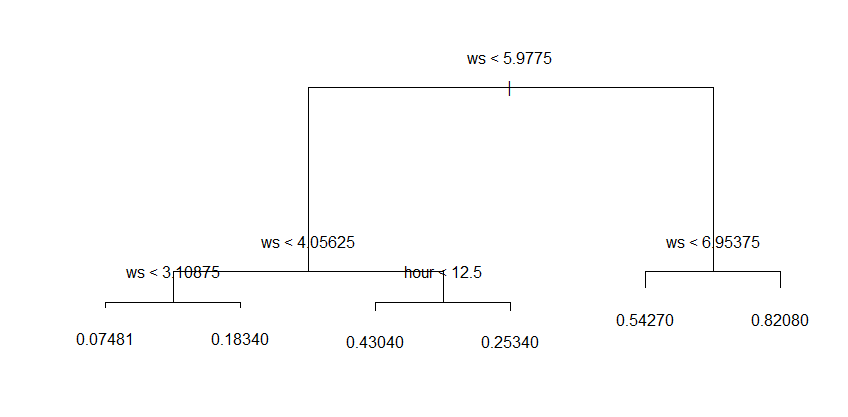 ws < 5.9775
ws < 4.05625
ws < 6.95375
ws < 3.10875
hour < 12.5
0.07481
0.18340
0.43040
0.25340
0.54270
0.82080